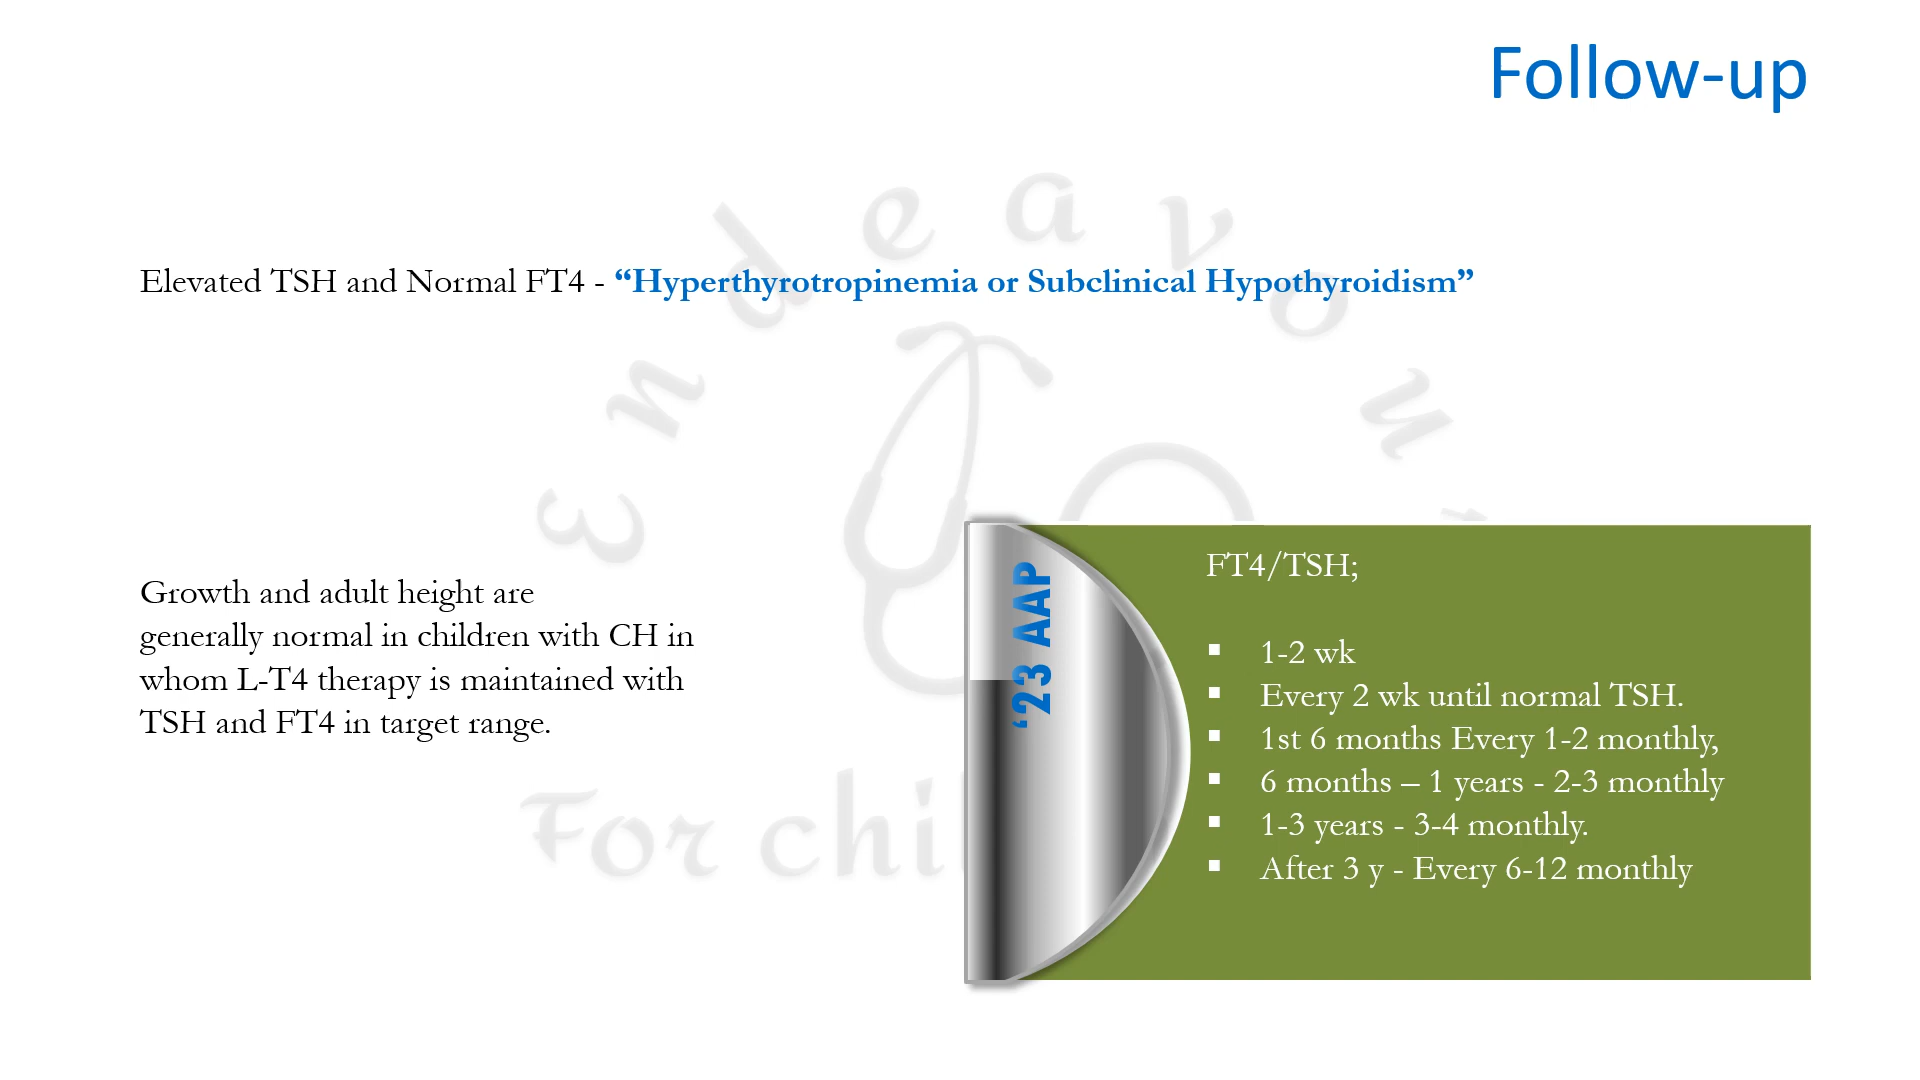 Follow-up
Elevated TSH and Normal FT4 - “Hyperthyrotropinemia or Subclinical Hypothyroidism”
Growth and adult height are
generally normal in children with CH in
whom L-T4 therapy is maintained with
TSH and FT4 in target range.
‘23 AAP
FT4/TSH;
▪ 1-2 wk
▪ Every 2 wk until normal TSH.
▪ 1st 6 months Every 1-2 monthly,
▪ 6 months – 1 years - 2-3 monthly
▪ 1-3 years - 3-4 monthly.
▪ After 3 y - Every 6-12 monthly
Endeavour
For chil